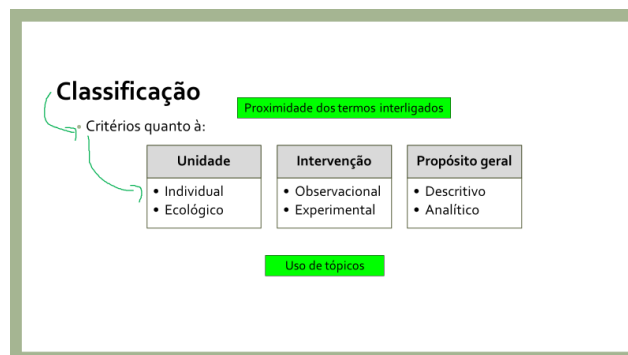 Classificação
Proximidade dos termos interligados
• Critérios quanto à:
Unidade
• Individual
• Ecológico
Intervenção
• Observacional
• Experimental
Propósito geral
• Descritivo
• Analítico
Uso de tópicos